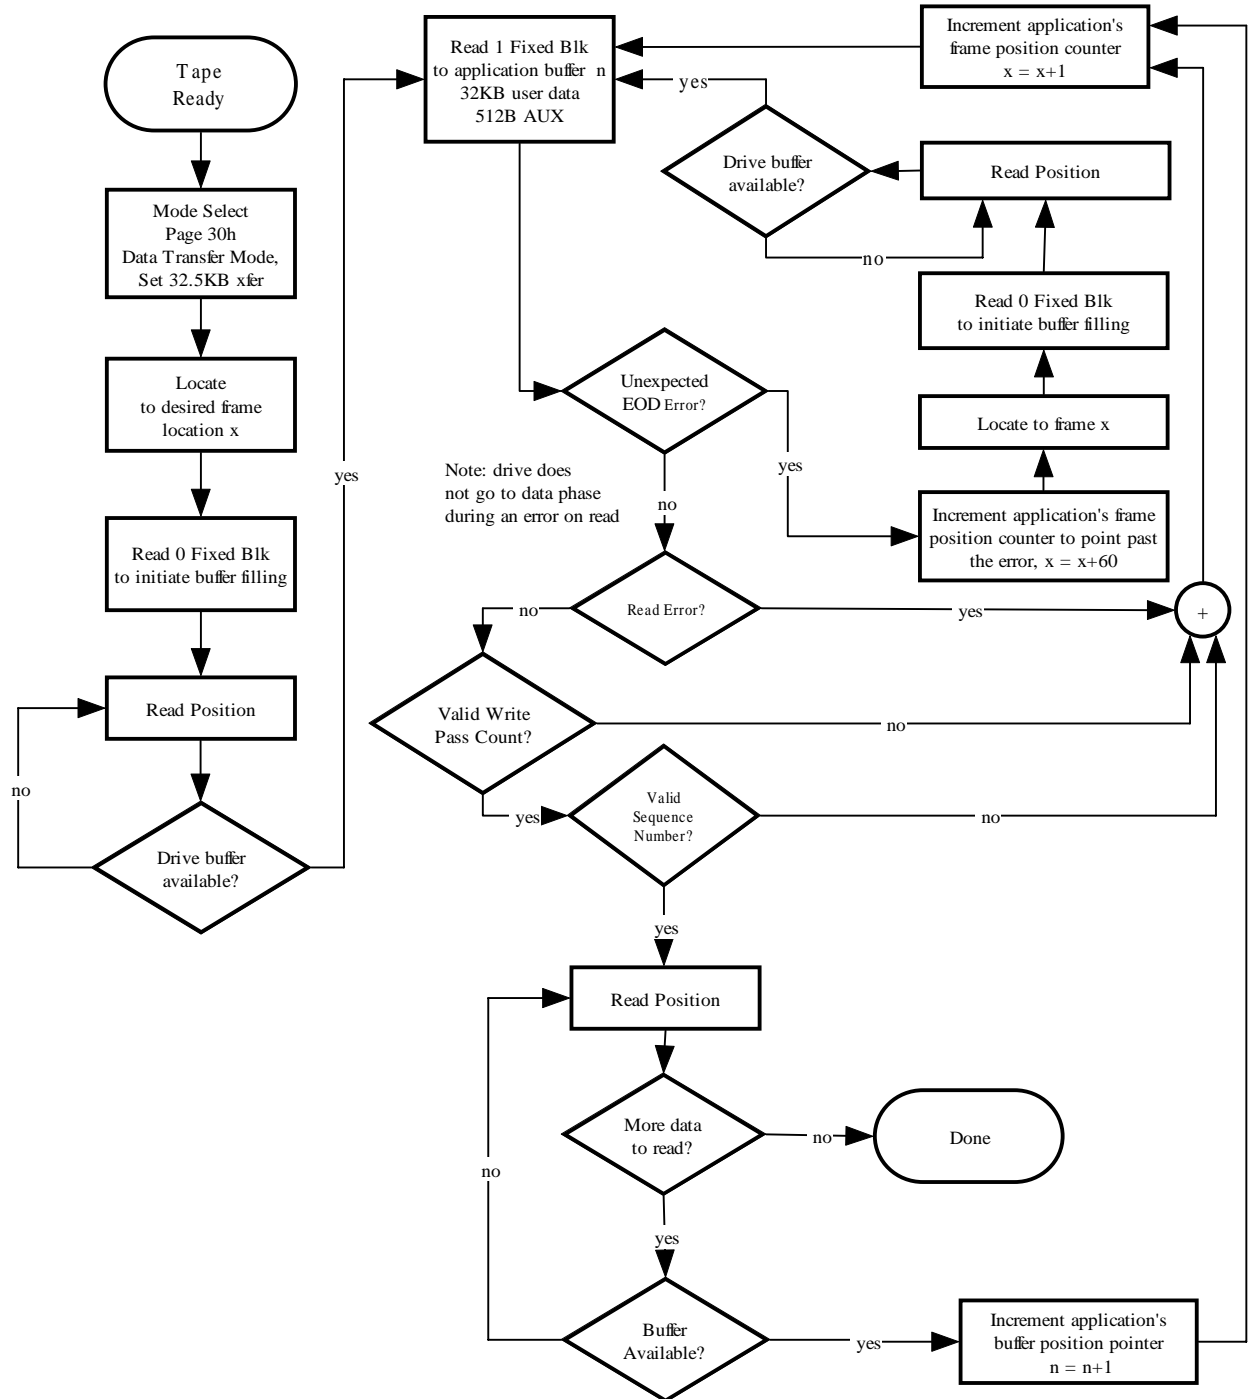 Tape
Ready
Mode Select
Page 30h
Data Transfer Mode,
Set 32.5KB xfer
Locate
to desired frame
location x
Read 0 Fixed Blk
to initiate buffer filling
Read Position
no
Drive buffer
available?
yes
Read 1 Fixed Blk
to application buffer n
32KB user data
512B AUX
Increment application's
frame position counter
x = x+1
yes
Drive buffer
available?
Read Position
no
Read 0 Fixed Blk
to initiate buffer filling
Unexpected
EOD Error?
Locate to frame x
yes
Note: drive does
not go to data phase
during an error on read
no
Increment application's frame
position counter to point past
the error, x = x+60
no
Read Error?
yes
+
Valid Write
Pass Count?
no
yes
Valid
Sequence
Number?
no
yes
Read Position
More data
to read?
no
Done
no
yes
Buffer
Available?
yes
Increment application's
buffer position pointer
n = n+1